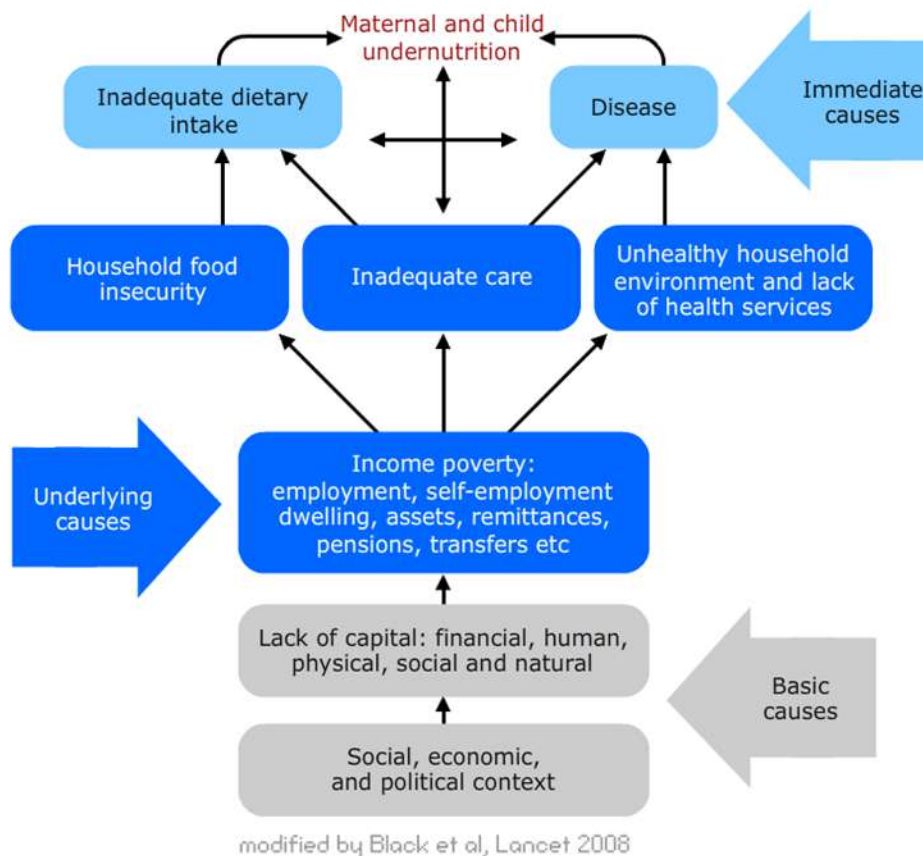 Maternal and child
undernutrition
Inadequate dietary
intake
Disease
Immediate
causes
Household food
insecurity
Inadequate care
Unhealthy household
environment and lack
of health services
Underlying
causes
Income poverty:
employment, self-employment
dwelling, assets, remittances,
pensions, transfers etc
Lack of capital: financial, human,
physical, social and natural
Basic
causes
Social, economic,
and political context
modified by Black et al, Lancet 2008